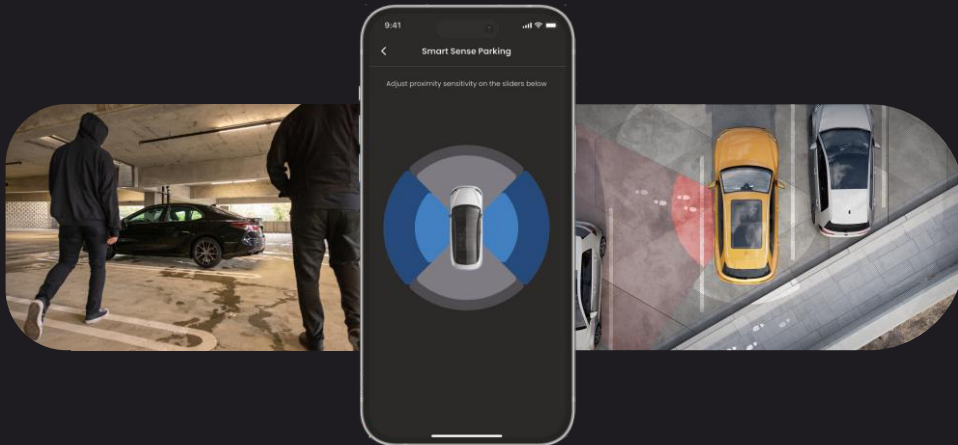 9:41
Smart Sense Parking
Adjust proximity sensitivity on the sliders below